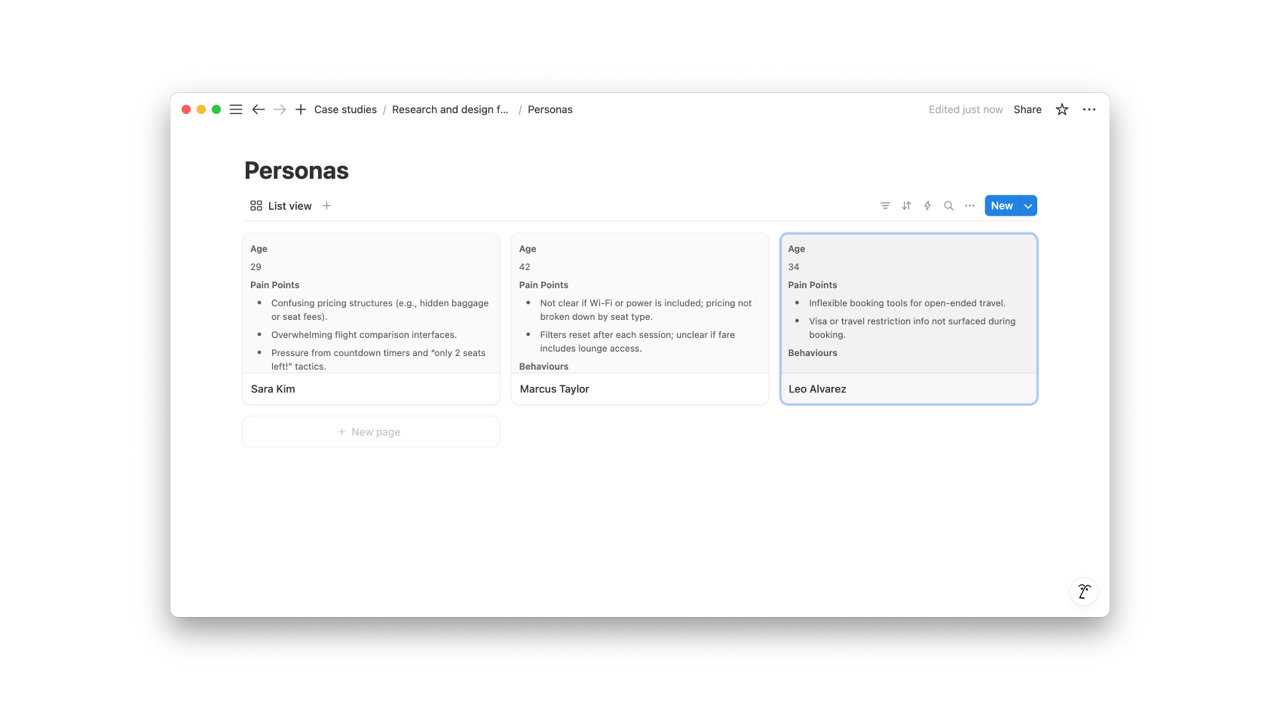 Case studies / Research and design f... / Personas
Edited just now Share
Personas
List view
New
Age
29
Pain Points
• Confusing pricing structures (e.g., hidden baggage
or seat fees).
• Overwhelming flight comparison interfaces.
• Pressure from countdown timers and “only 2 seats
left!” tactics.
Sara Kim
Age
42
Pain Points
• Not clear if Wi-Fi or power is included; pricing not
broken down by seat type.
• Filters reset after each session; unclear if fare
includes lounge access.
Behaviours
Marcus Taylor
Age
34
Pain Points
• Inflexible booking tools for open-ended travel.
• Visa or travel restriction info not surfaced during
booking.
Behaviours
Leo Alvarez
+ New page